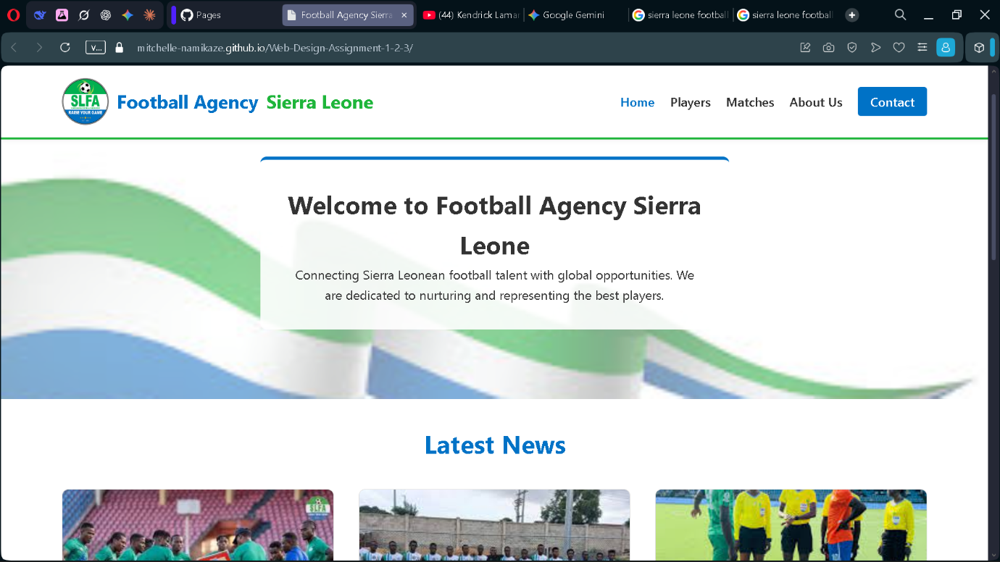 Pages
Football Agency Sierra
(44) Kendrick Lamar
Google Gemini
sierra leone football
sierra leone football
V...
mitchelle-namikaze.github.io/Web-Design-Assignment-1-2-3/
SLFA
RAISE YOUR GAME
Football Agency Sierra Leone
Home
Players
Matches
About Us
Contact
Welcome to Football Agency Sierra
Leone
Connecting Sierra Leonean football talent with global opportunities. We
are dedicated to nurturing and representing the best players.
Latest News
SLFA